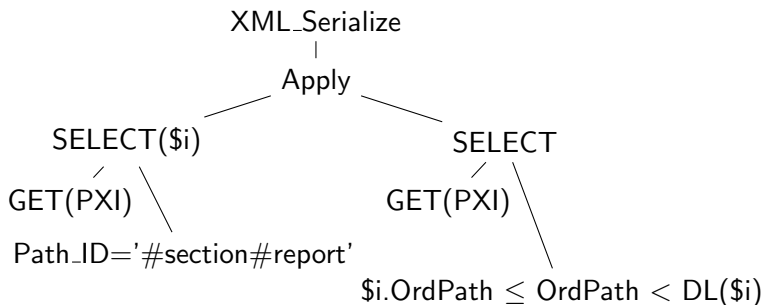 XML_Serialize
Apply
SELECT($i)
SELECT
GET(PXI)
GET(PXI)
Path_ID='#section#report'
$i.OrdPath ≤ OrdPath < DL($i)